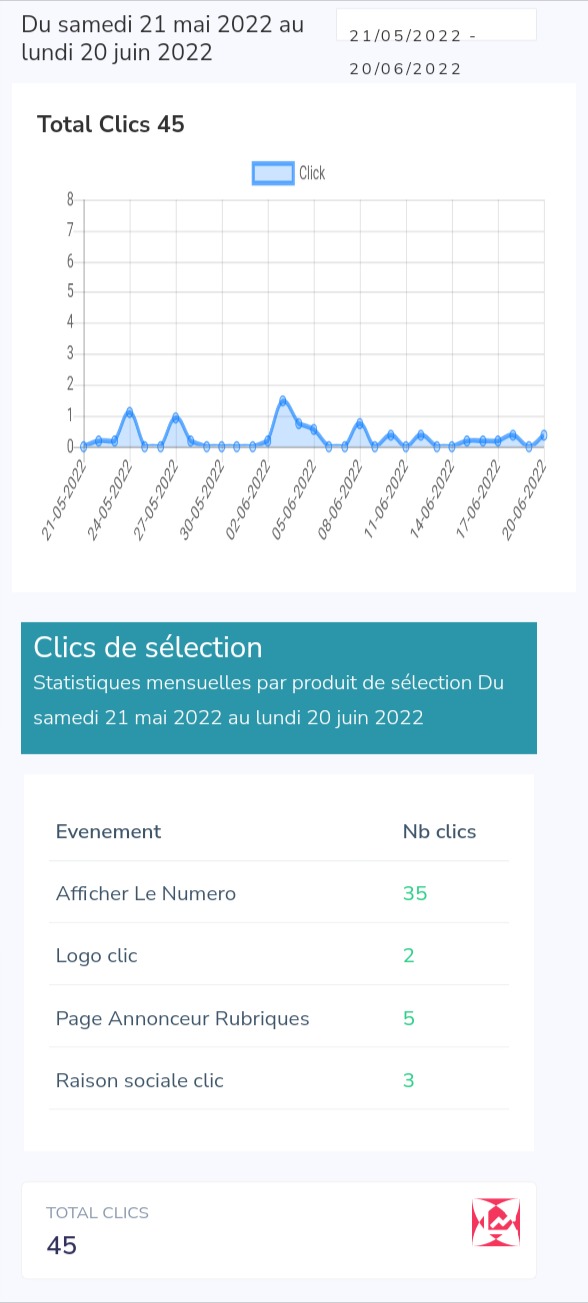 Du samedi 21 mai 2022 au
lundi 20 juin 2022
21/05/2022 -
20/06/2022
Total Clics 45
Click
8
7
6
5
4
3
2
1
0
21-05-2022
24-05-2022
27-05-2022
30-05-2022
02-06-2022
05-06-2022
08-06-2022
11-06-2022
14-06-2022
17-06-2022
20-06-2022
Clics de sélection
Statistiques mensuelles par produit de sélection Du
samedi 21 mai 2022 au lundi 20 juin 2022
Evenement Nb clics
Afficher Le Numero 35
Logo clic 2
Page Annonceur Rubriques 5
Raison sociale clic 3
TOTAL CLICS
45